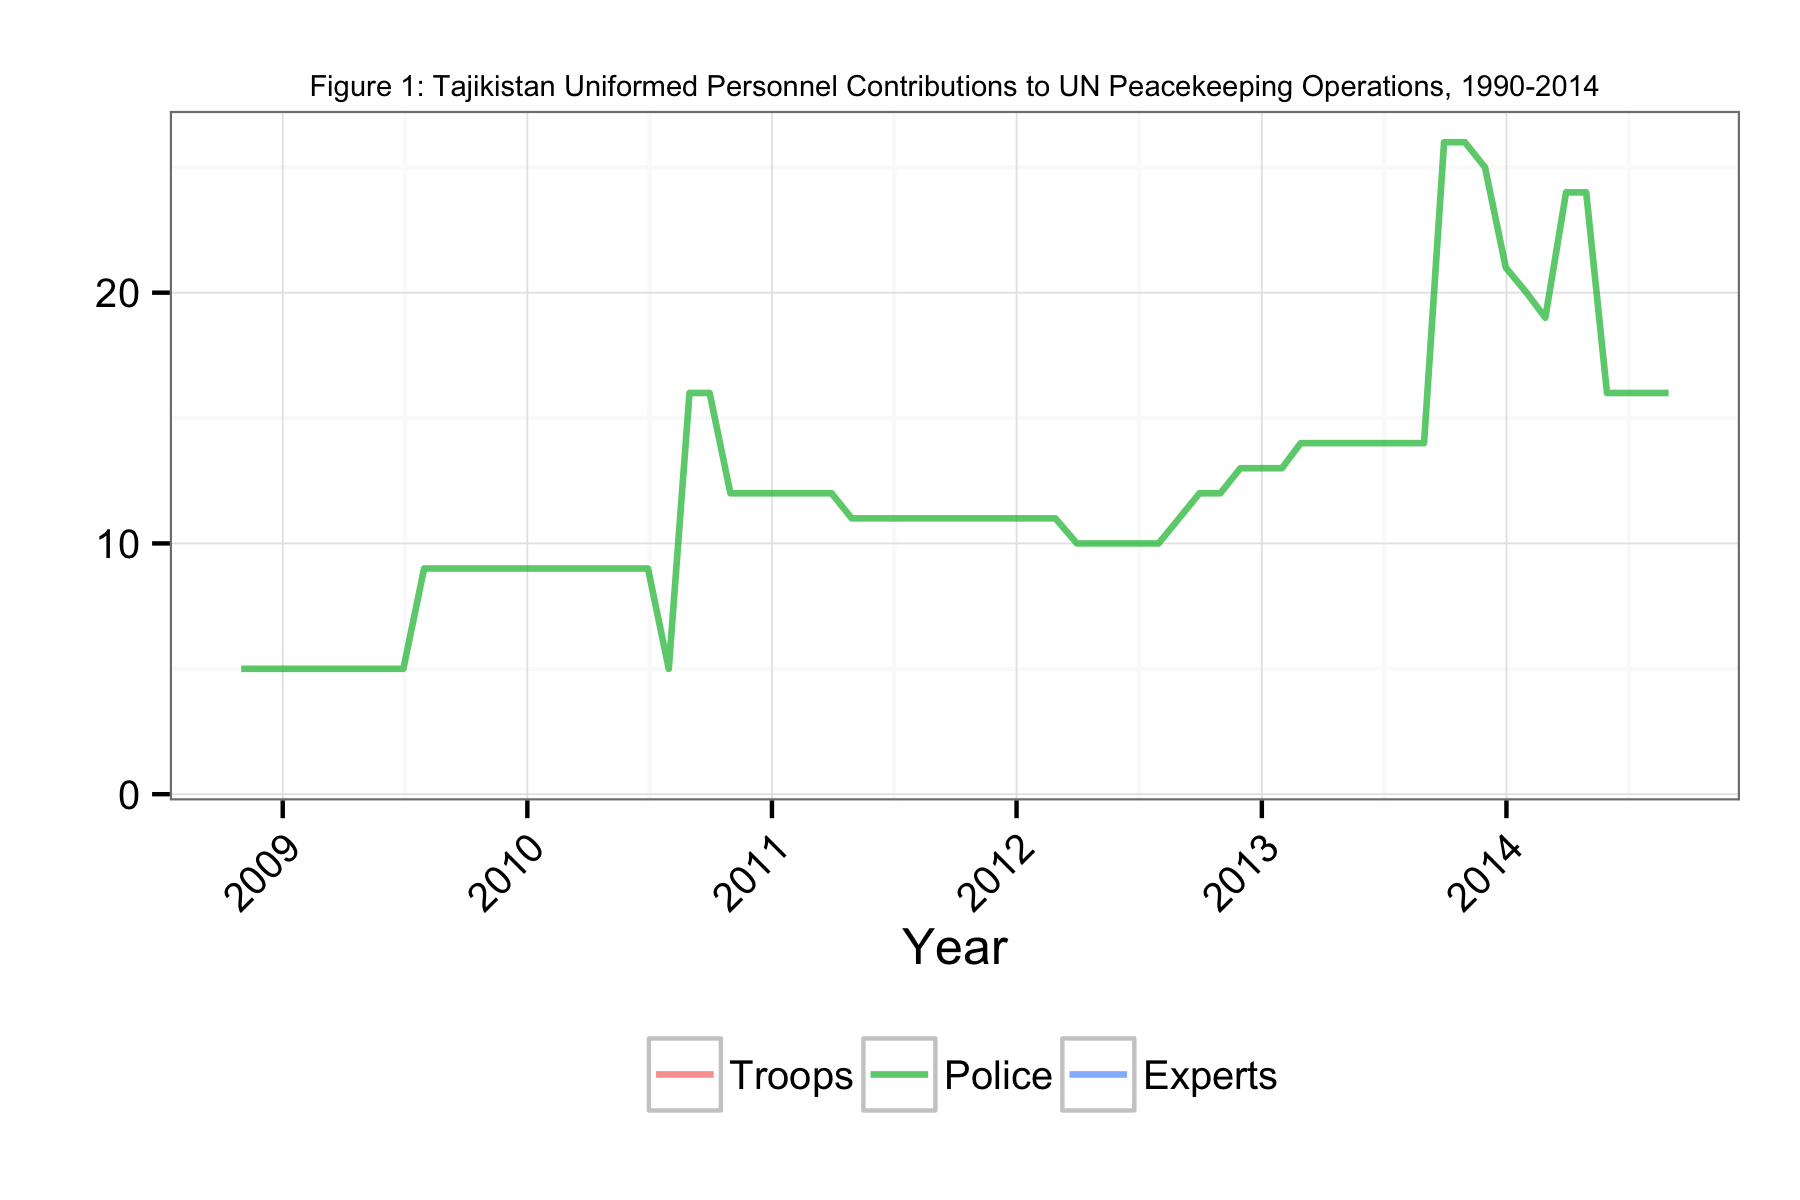 Figure 1: Tajikistan Uniformed Personnel Contributions to UN Peacekeeping Operations, 1990-2014
20
10
0
2009 2010 2011 2012 2013 2014
Year
Troops Police Experts